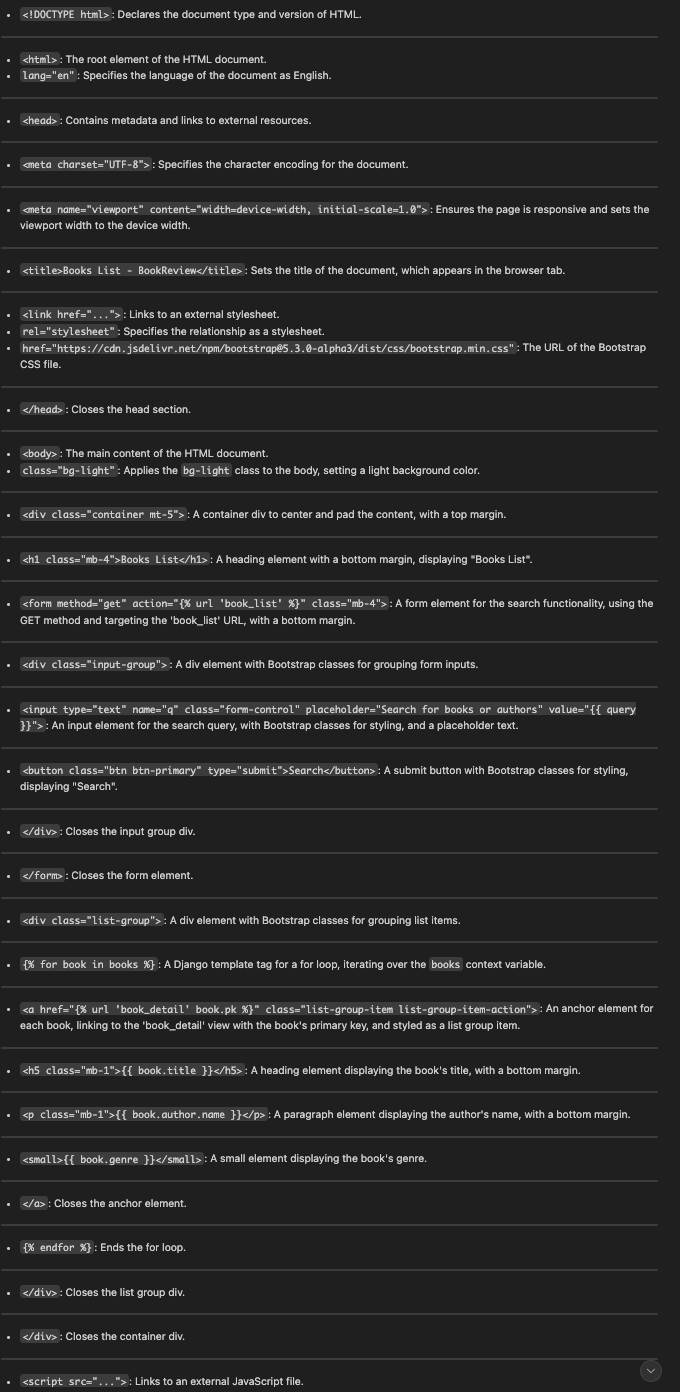 • <!DOCTYPE html>: Declares the document type and version of HTML.
• <html>: The root element of the HTML document.
• lang="en": Specifies the language of the document as English.
• <head>: Contains metadata and links to external resources.
• <meta charset="UTF-8">: Specifies the character encoding for the document.
• <meta name="viewport" content="width=device-width, initial-scale=1.0">: Ensures the page is responsive and sets the
viewport width to the device width.
• <title>Books List - BookReview</title>: Sets the title of the document, which appears in the browser tab.
• <link href="...">: Links to an external stylesheet.
• rel="stylesheet": Specifies the relationship as a stylesheet.
• href="https://cdn.jsdelivr.net/npm/bootstrap@5.3.0-alpha3/dist/css/bootstrap.min.css": The URL of the Bootstrap
CSS file.
• </head>: Closes the head section.
• <body>: The main content of the HTML document.
• class="bg-light": Applies the bg-light class to the body, setting a light background color.
• <div class="container mt-5">: A container div to center and pad the content, with a top margin.
• <h1 class="mb-4">Books List</h1>: A heading element with a bottom margin, displaying "Books List".
• <form method="get" action="{% url 'book_list' %}" class="mb-4">: A form element for the search functionality, using the
GET method and targeting the 'book_list' URL, with a bottom margin.
• <div class="input-group">: A div element with Bootstrap classes for grouping form inputs.
• <input type="text" name="q" class="form-control" placeholder="Search for books or authors" value="{{ query
}}">: An input element for the search query, with Bootstrap classes for styling, and a placeholder text.
• <button class="btn btn-primary" type="submit">Search</button>: A submit button with Bootstrap classes for styling,
displaying "Search".
• </div>: Closes the input group div.
• </form>: Closes the form element.
• <div class="list-group">: A div element with Bootstrap classes for grouping list items.
• {% for book in books %}: A Django template tag for a for loop, iterating over the books context variable.
• <a href="{% url 'book_detail' book.pk %}" class="list-group-item list-group-item-action">: An anchor element for
each book, linking to the 'book_detail' view with the book's primary key, and styled as a list group item.
• <h5 class="mb-1">{{ book.title }}</h5>: A heading element displaying the book's title, with a bottom margin.
• <p class="mb-1">{{ book.author.name }}</p>: A paragraph element displaying the author's name, with a bottom margin.
• <small>{{ book.genre }}</small>: A small element displaying the book's genre.
• </a>: Closes the anchor element.
• {% endfor %}: Ends the for loop.
• </div>: Closes the list group div.
• </div>: Closes the container div.
• <script src="...">: Links to an external JavaScript file.